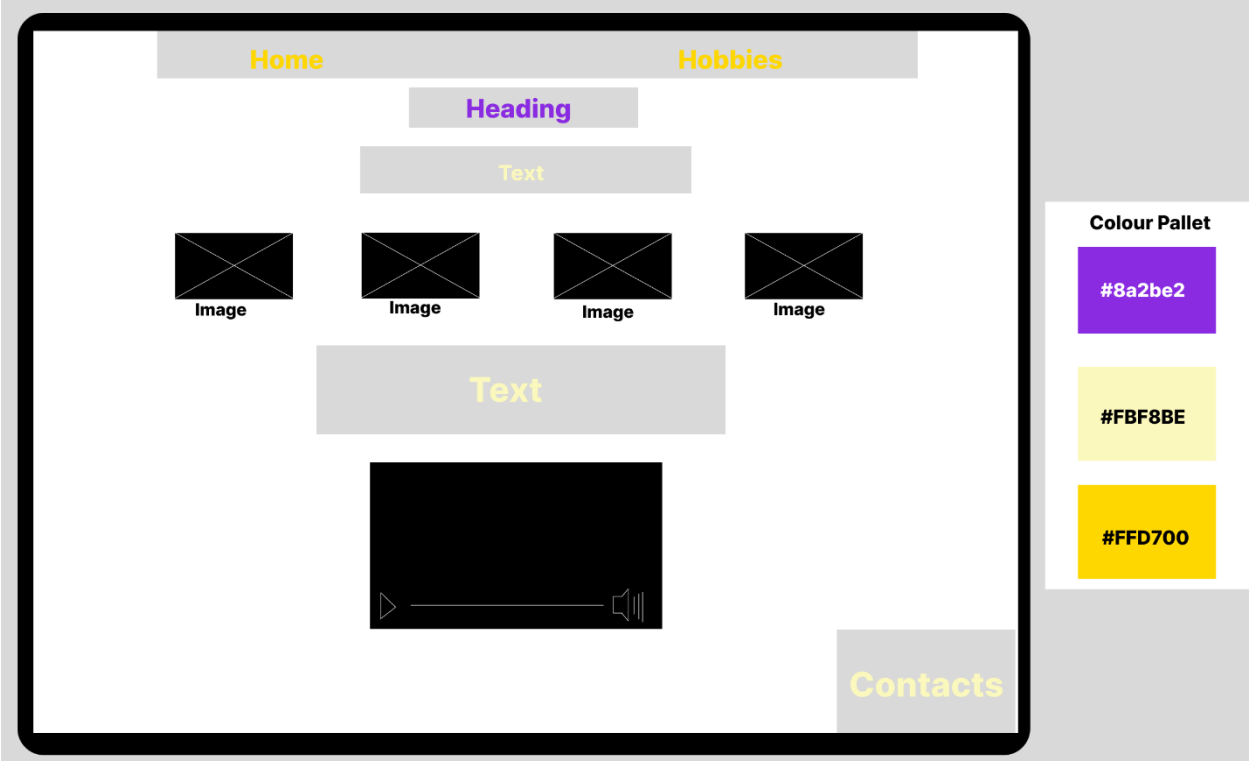 Home
Hobbies
Heading
Text
Image
Image
Image
Image
Text
Contacts
Colour Pallet
#8a2be2
#FBF8BE
#FFD700